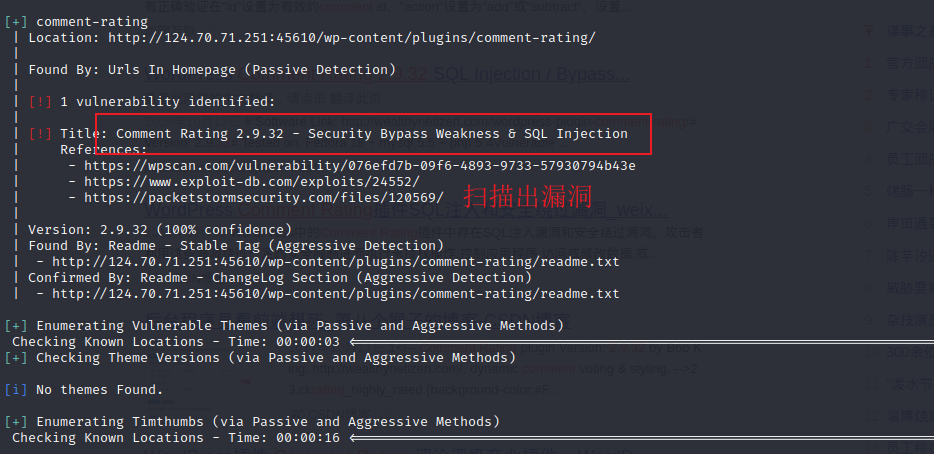 [+] comment-rating
| Location: http://124.70.71.251:45610/wp-content/plugins/comment-rating/
|
| Found By: Urls In Homepage (Passive Detection)
|
| [!] 1 vulnerability identified:
|
| [!] Title: Comment Rating 2.9.32 - Security Bypass Weakness & SQL Injection
|     References:
|      - https://wpscan.com/vulnerability/076efd7b-09f6-4893-9733-57930794b43e
|      - https://www.exploit-db.com/exploits/24552/
|      - https://packetstormsecurity.com/files/120569/
扫描出漏洞
|
| Version: 2.9.32 (100% confidence)
| Found By: Readme - Stable Tag (Aggressive Detection)
|  - http://124.70.71.251:45610/wp-content/plugins/comment-rating/readme.txt
| Confirmed By: Readme - ChangeLog Section (Aggressive Detection)
|  - http://124.70.71.251:45610/wp-content/plugins/comment-rating/readme.txt
[+] Enumerating Vulnerable Themes (via Passive and Aggressive Methods)
Checking Known Locations - Time: 00:00:03
[+] Checking Theme Versions (via Passive and Aggressive Methods)
[i] No themes Found.
[+] Enumerating Timthumbs (via Passive and Aggressive Methods)
Checking Known Locations - Time: 00:00:16